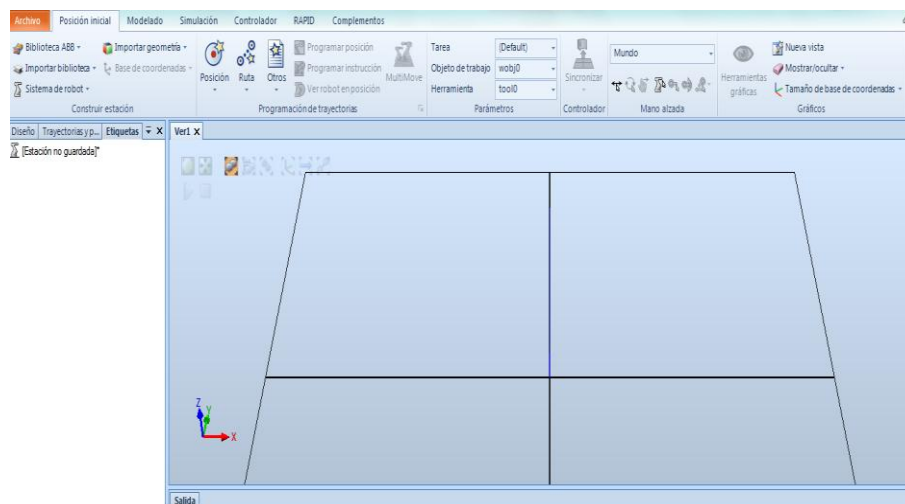 Archivo Posición inicial Modelado Simulación Controlador RAPID Complementos
Biblioteca ABB Importar geometría
Importar biblioteca Base de coordenadas
Sistema de robot
Construir estación
Posición Ruta Otros
Programar posición
Programar instrucción
Ver robot en posición
MultiMove
Programación de trayectorias
Tarea (Default)
Objeto de trabajo wobj0
Herramienta tool0
Parámetros
Sincronizar
Controlador
Mundo
Mano alzada
Herramientas
gráficas
Nueva vista
Mostrar/ocultar
Tamaño de base de coordenadas
Gráficos
Diseño Trayectorias y p... Etiquetas X
[Estación no guardada]*
Ver1 X
Z
Y
X
Salida